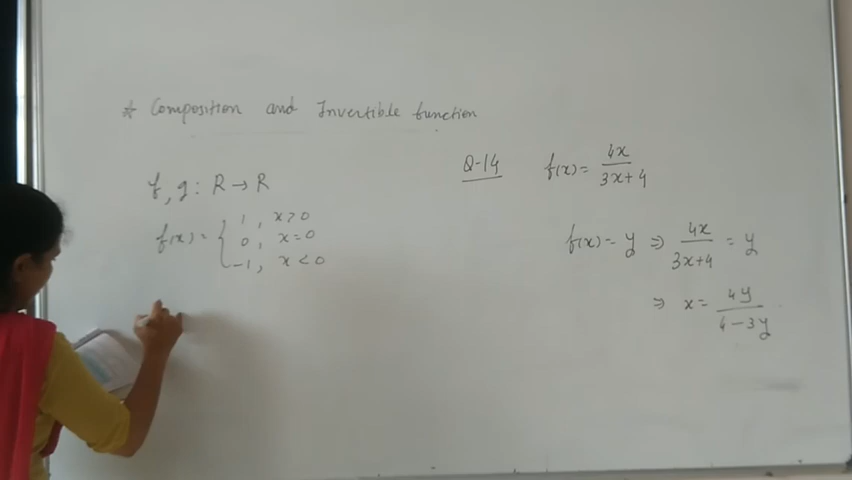 ☆ Composition and Invertible function
f, g : R → R
f(x) = { 1, x > 0
0, x = 0
-1, x < 0
Q-14 f(x) = 4x / 3x+4
f(x) = y ⇒ 4x / 3x+4 = y
⇒ x = 4y / 4-3y